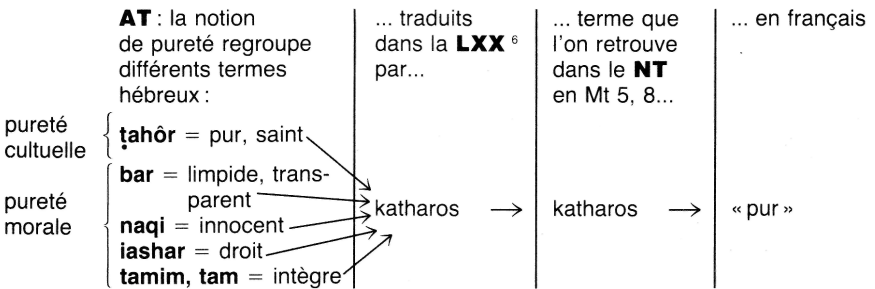 AT : la notion
de pureté regroupe
différents termes
hébreux :
... traduits
dans la LXX ⁶
par...
... terme que
l'on retrouve
dans le NT
en Mt 5, 8...
... en français
pureté
cultuelle
ṭahôr = pur, saint
pureté
morale
bar = limpide, trans-
parent
naqi = innocent
iashar = droit
tamim, tam = intègre
katharos → katharos → « pur »